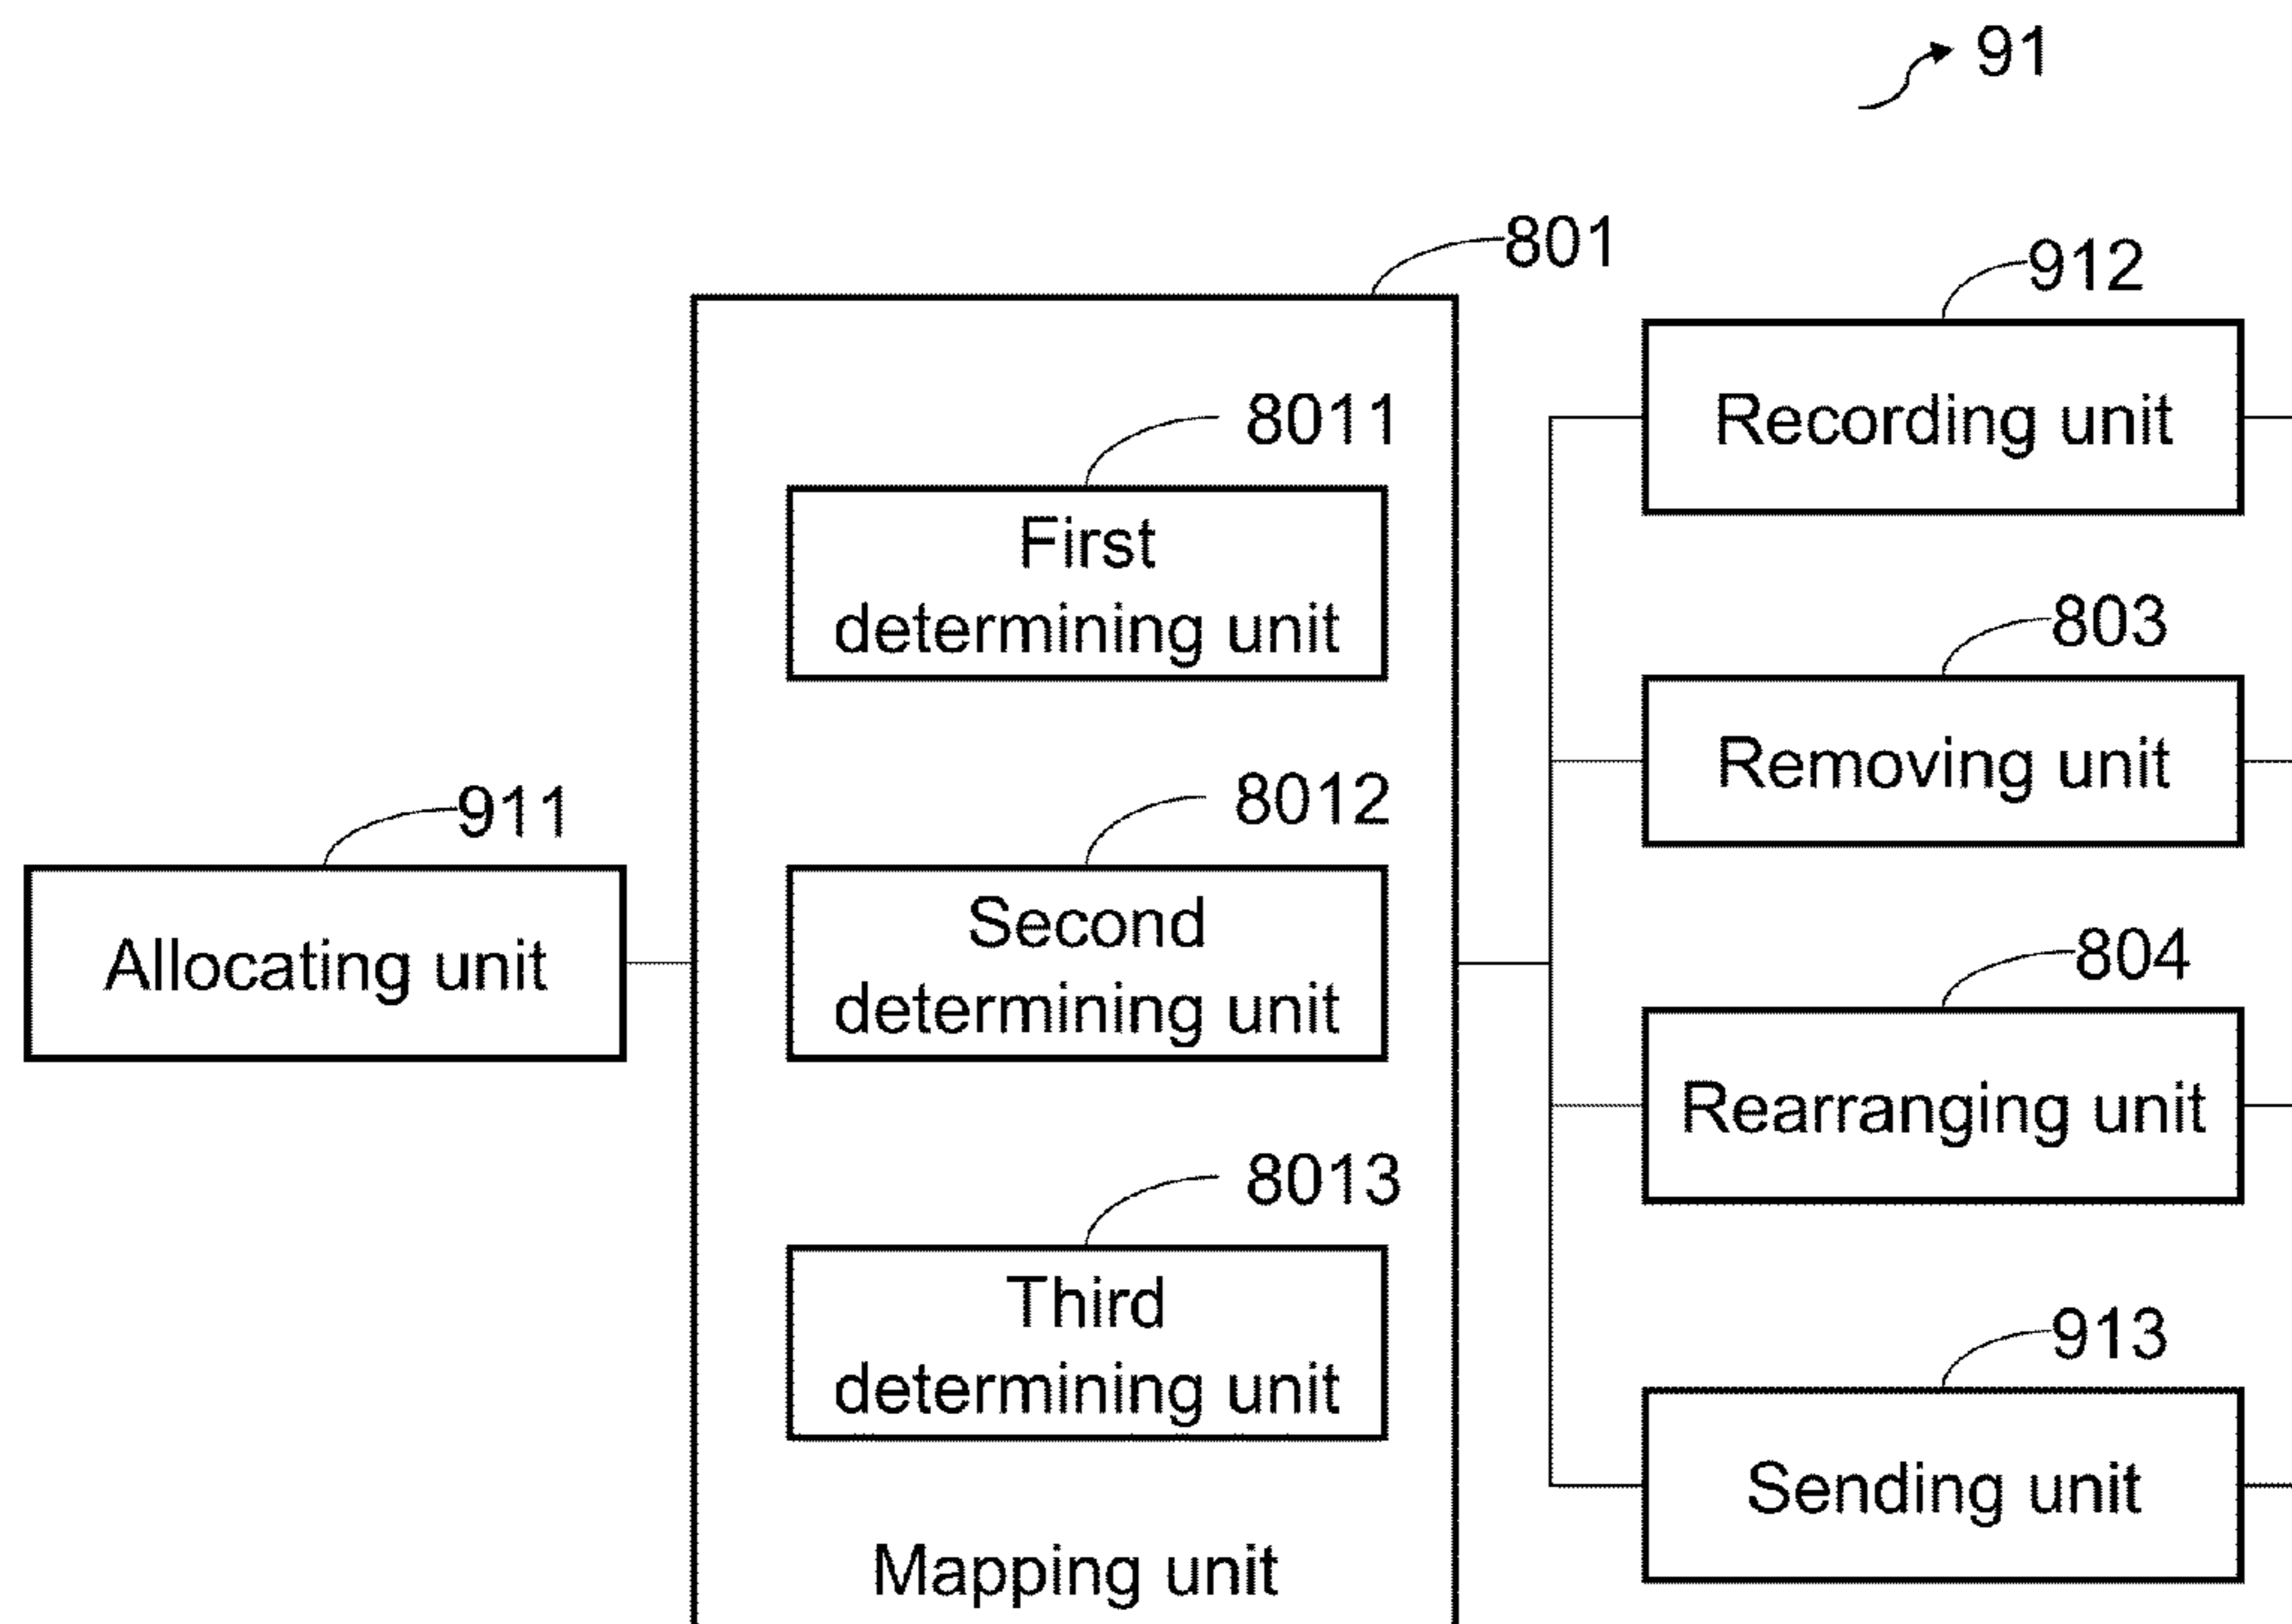 91
801
912
8011
Recording unit
First
determining unit
803
Removing unit
911
8012
Allocating unit
Second
determining unit
804
Rearranging unit
8013
Third
determining unit
913
Sending unit
Mapping unit